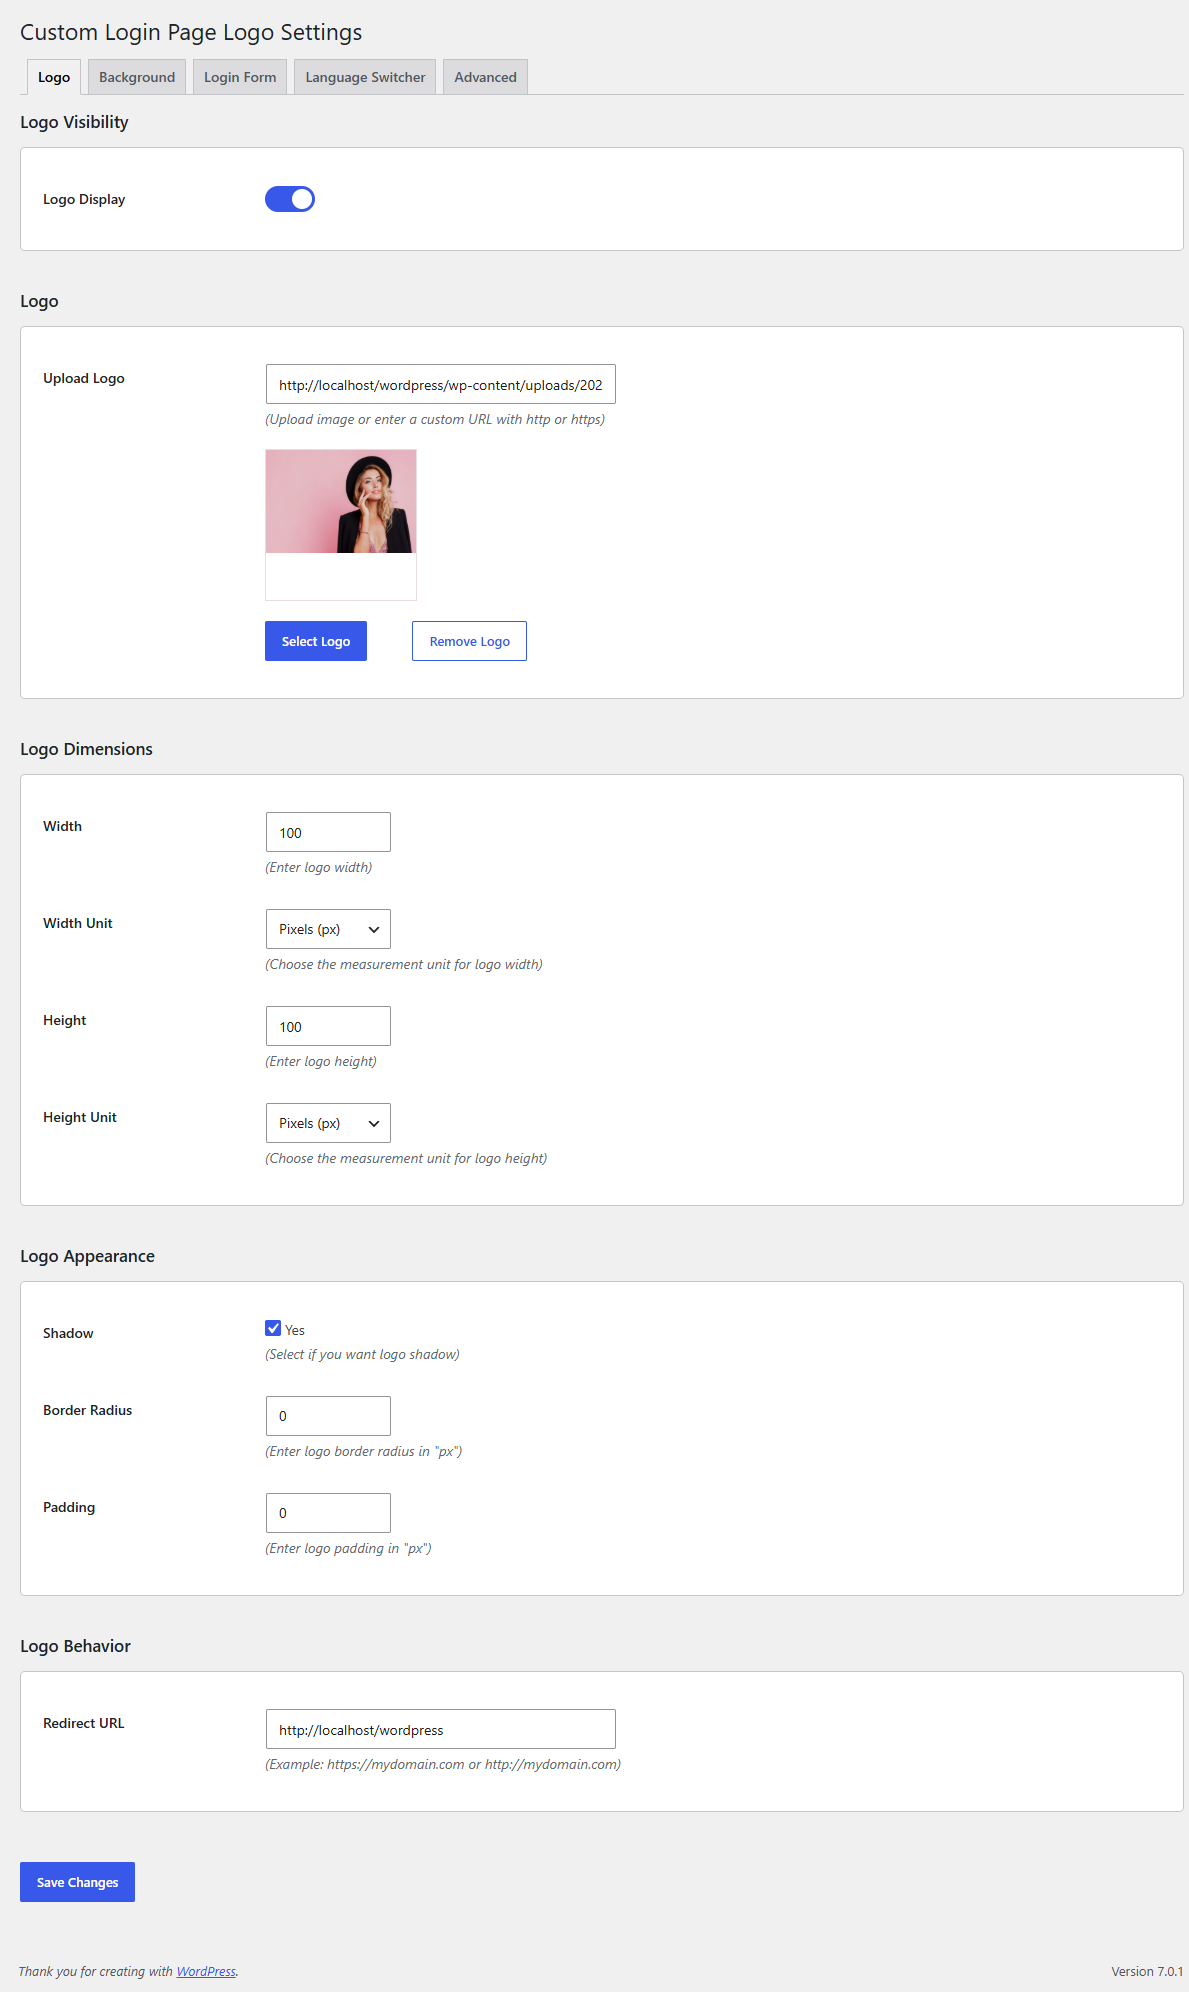 Custom Login Page Logo Settings
Logo
Background
Login Form
Language Switcher
Advanced
Logo Visibility
Logo Display
Logo
Upload Logo
http://localhost/wordpress/wp-content/uploads/202
(Upload image or enter a custom URL with http or https)
Select Logo
Remove Logo
Logo Dimensions
Width
100
(Enter logo width)
Width Unit
Pixels (px)
(Choose the measurement unit for logo width)
Height
100
(Enter logo height)
Height Unit
Pixels (px)
(Choose the measurement unit for logo height)
Logo Appearance
Shadow
Yes
(Select if you want logo shadow)
Border Radius
0
(Enter logo border radius in "px")
Padding
0
(Enter logo padding in "px")
Logo Behavior
Redirect URL
http://localhost/wordpress
(Example: https://mydomain.com or http://mydomain.com)
Save Changes
Thank you for creating with WordPress.
Version 7.0.1